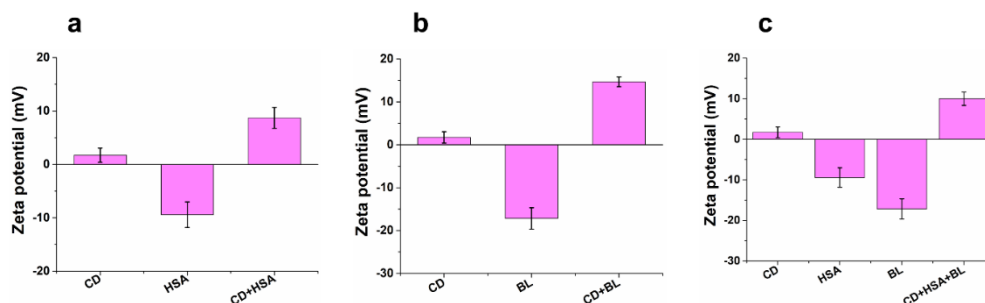 a
Zeta potential (mV)
20
10
0
-10
-20
CD
HSA
CD+HSA
b
Zeta potential (mV)
20
10
0
-10
-20
-30
CD
BL
CD+BL
c
Zeta potential (mV)
20
10
0
-10
-20
-30
CD
HSA
BL
CD+HSA+BL